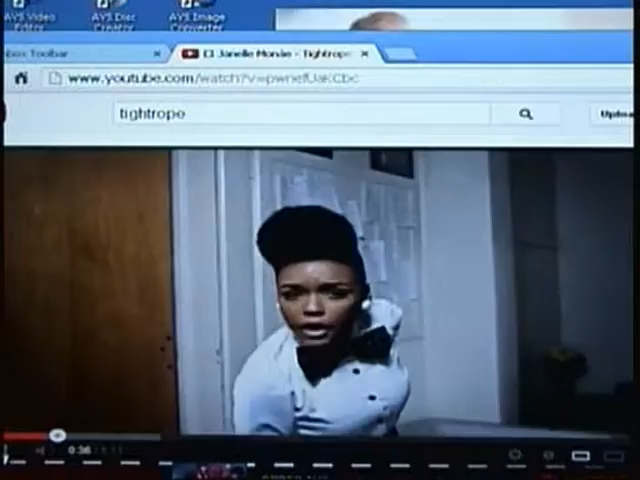 AVS Video Editor
AVS Disc Creator
AVS Image Converter
Toolbar
Janelle Monáe - Tightrope
www.youtube.com/watch?v=pwnefUaKCbc
tightrope
0:36